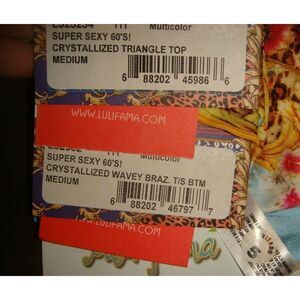 111 Multicolor
SUPER SEXY 60'S!
CRYSTALLIZED TRIANGLE TOP
MEDIUM
6 88202 45986 6
WWW.LULIFAMA.COM
Multicolor
SUPER SEXY 60'S!
CRYSTALLIZED WAVEY BRAZ. T/S BTM
MEDIUM
6 88202 46797 7
WWW.LULIFAMA.COM